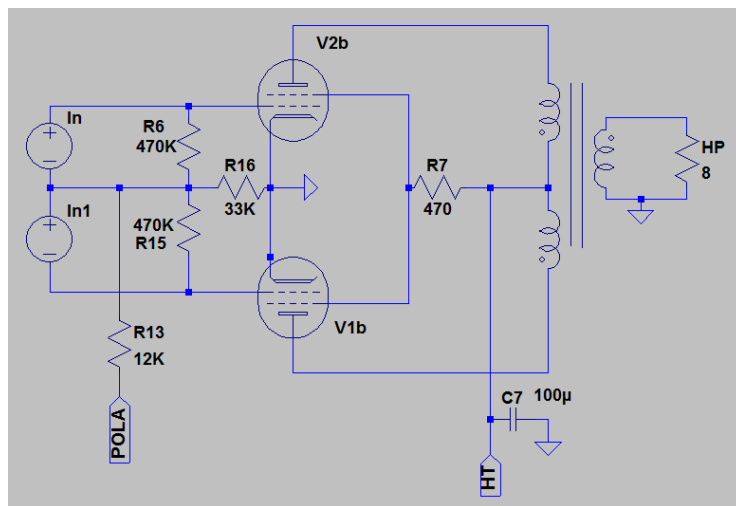 V2b
In
R6
470K
R16
33K
R7
470
HP
8
In1
470K
R15
V1b
R13
12K
C7
100µ
POLA
HT